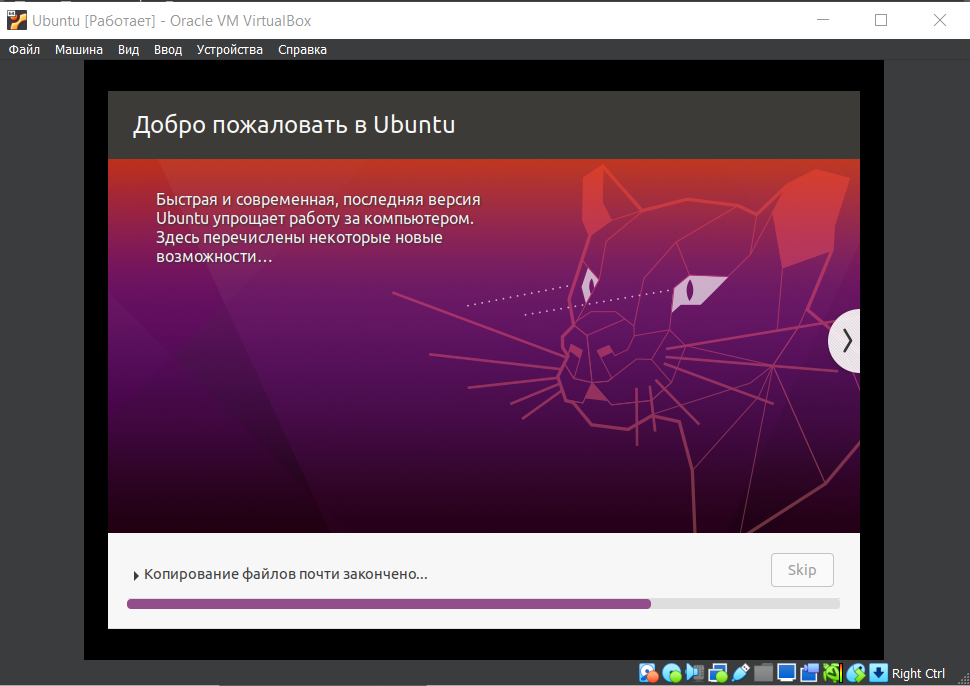 Ubuntu [Работает] - Oracle VM VirtualBox
Файл Машина Вид Ввод Устройства Справка
Добро пожаловать в Ubuntu
Быстрая и современная, последняя версия
Ubuntu упрощает работу за компьютером.
Здесь перечислены некоторые новые
возможности…
Копирование файлов почти закончено...
Skip
Right Ctrl